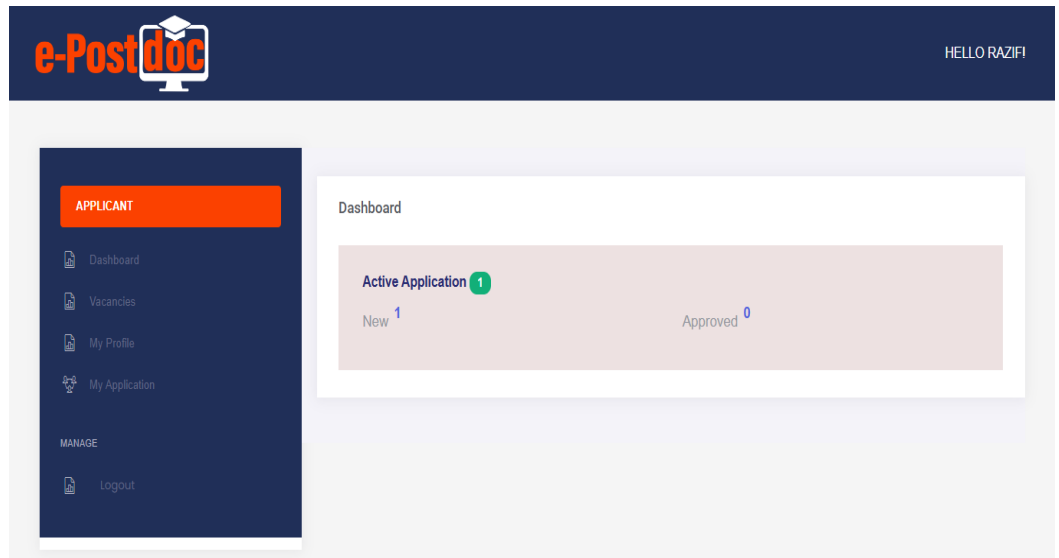 e-Postdoc
HELLO RAZIF!
APPLICANT
Dashboard
Vacancies
My Profile
My Application
MANAGE
Logout
Dashboard
Active Application 1
New 1 Approved 0